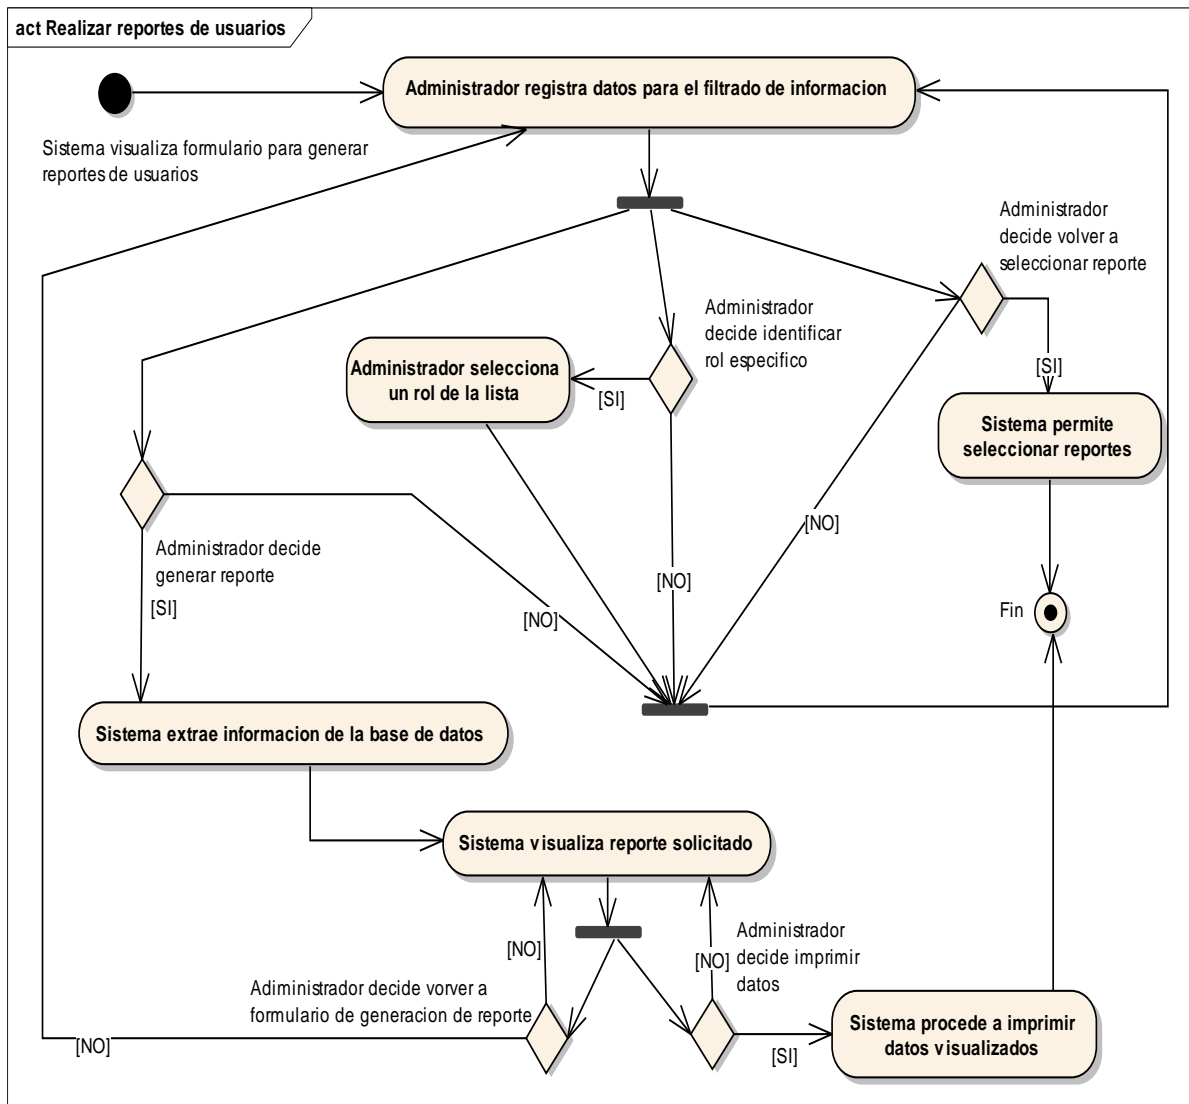 act Realizar reportes de usuarios
Administrador registra datos para el filtrado de informacion
Sistema visualiza formulario para generar
reportes de usuarios
Administrador
decide volver a
seleccionar reporte
Administrador
decide identificar
rol especifico
Administrador selecciona
un rol de la lista
[SI]
[SI]
Sistema permite
seleccionar reportes
[NO]
Administrador decide
generar reporte
[SI]
[NO]
[NO]
Fin
Sistema extrae informacion de la base de datos
Sistema visualiza reporte solicitado
Administrador
decide imprimir
datos
[NO]
[NO]
Adiministrador decide vorver a
formulario de generacion de reporte
[NO]
[SI]
Sistema procede a imprimir
datos visualizados